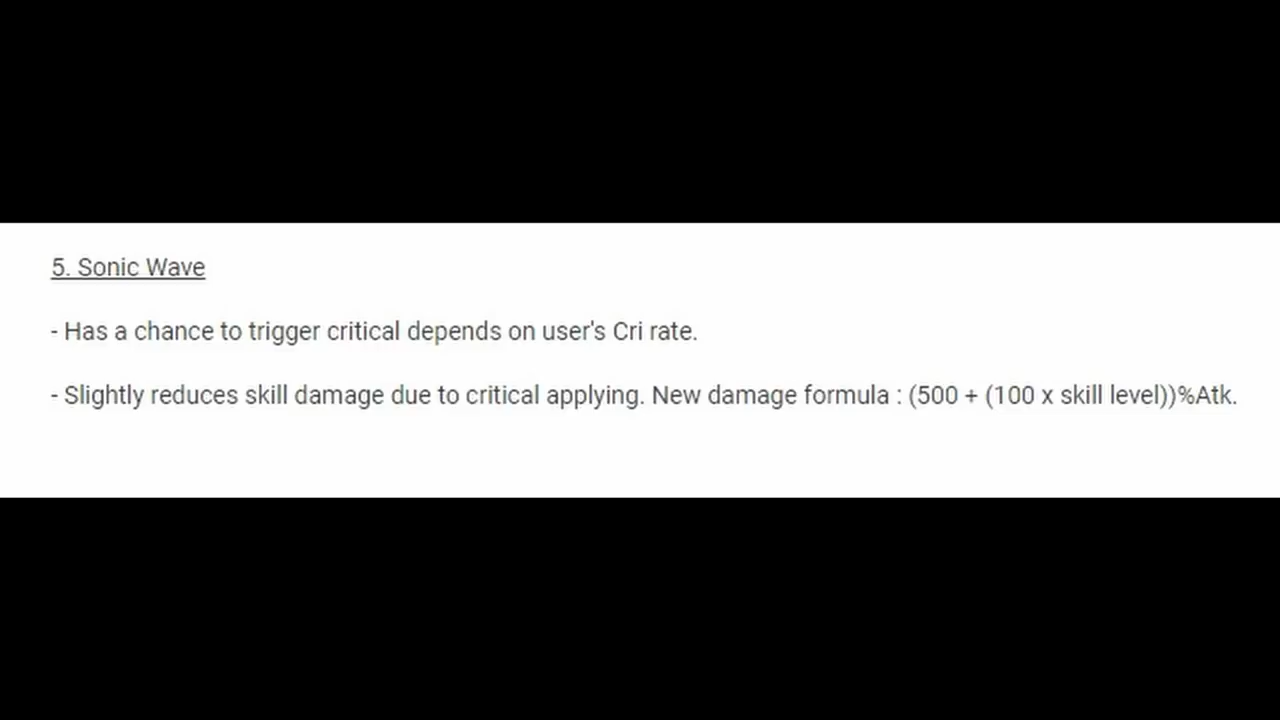 5. Sonic Wave
- Has a chance to trigger critical depends on user's Cri rate.
- Slightly reduces skill damage due to critical applying. New damage formula : (500 + (100 x skill level))%Atk.